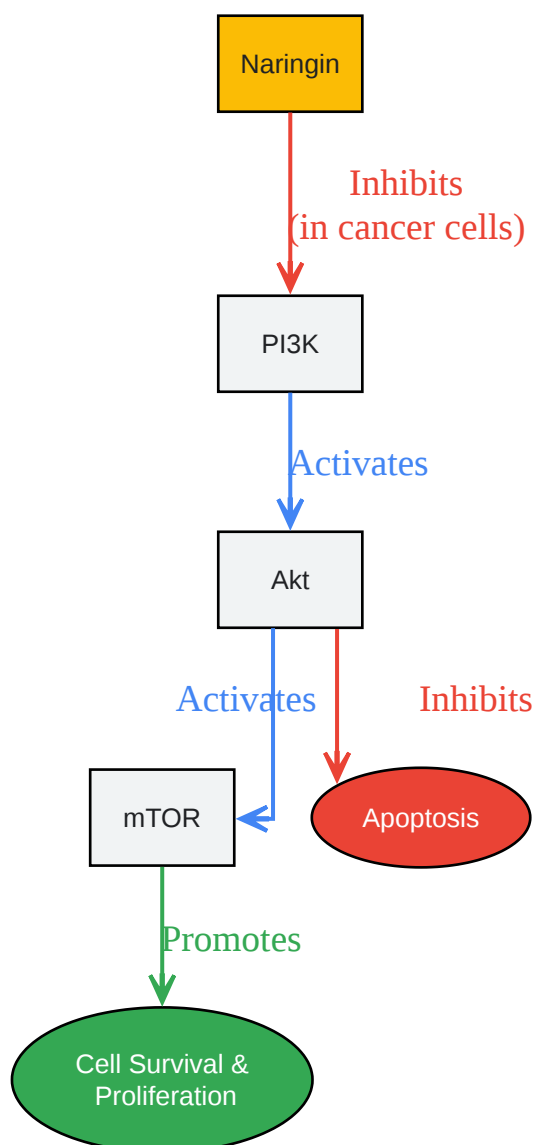 Naringin
Inhibits
(in cancer cells)
PI3K
Activates
Akt
Activates
Inhibits
mTOR
Apoptosis
Promotes
Cell Survival &
Proliferation